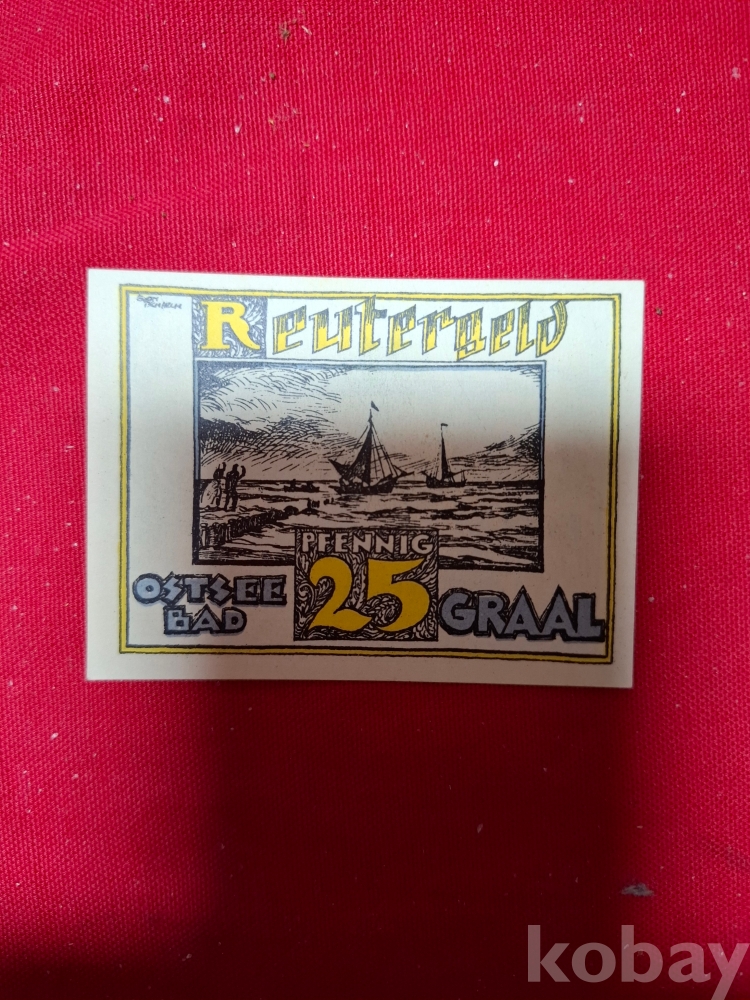 Reutergeld
PFENNIG
25
OSTSEE
BAD
GRAAL
kobay